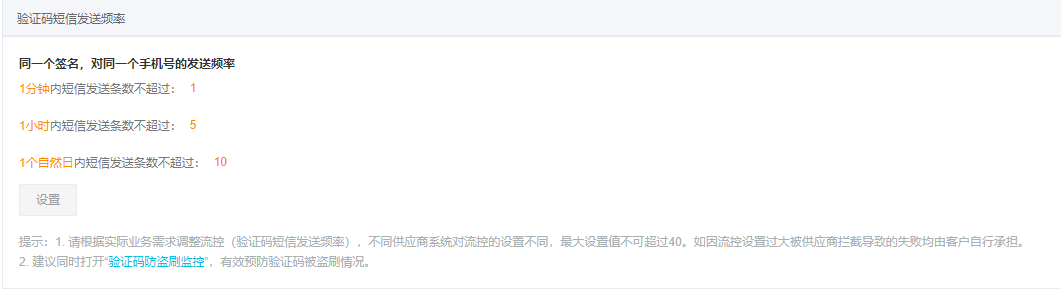 验证码短信发送频率
同一个签名，对同一个手机号的发送频率
1分钟内短信发送条数不超过： 1
1小时内短信发送条数不超过： 5
1个自然日内短信发送条数不超过： 10
设置
提示：1. 请根据实际业务需求调整流控（验证码短信发送频率），不同供应商系统对流控的设置不同，最大设置值不可超过40。如因流控设置过大被供应商拦截导致的失败均由客户自行承担。
2. 建议同时打开“验证码防盗刷监控”，有效预防验证码被盗刷情况。